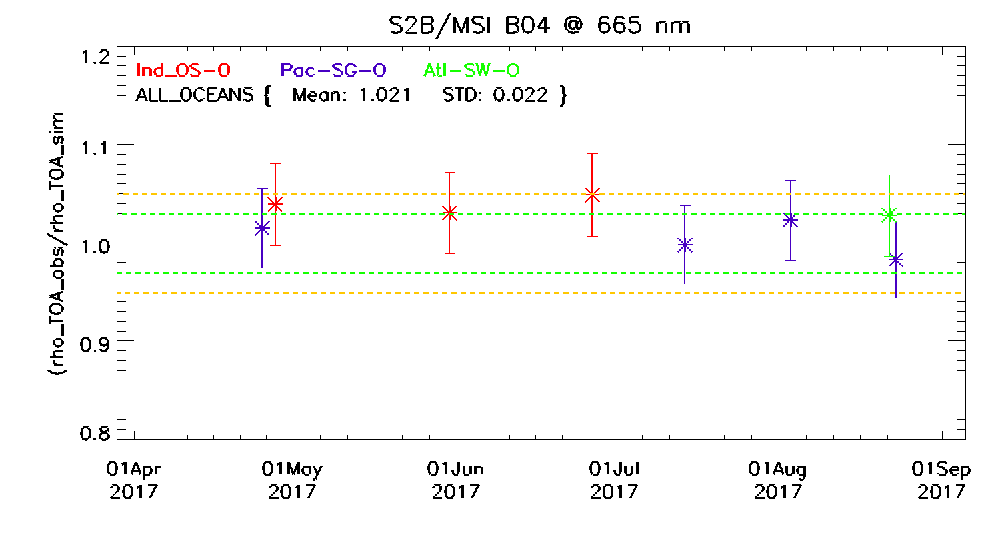 S2B/MSI B04 @ 665 nm
1.2
Ind_OS-O Pac-SG-O Atl-SW-O
ALL_OCEANS { Mean: 1.021 STD: 0.022 }
(rho_TOA_obs/rho_TOA_sim
1.1
1.0
0.9
0.8
01Apr 01May 01Jun 01Jul 01Aug 01Sep
2017 2017 2017 2017 2017 2017